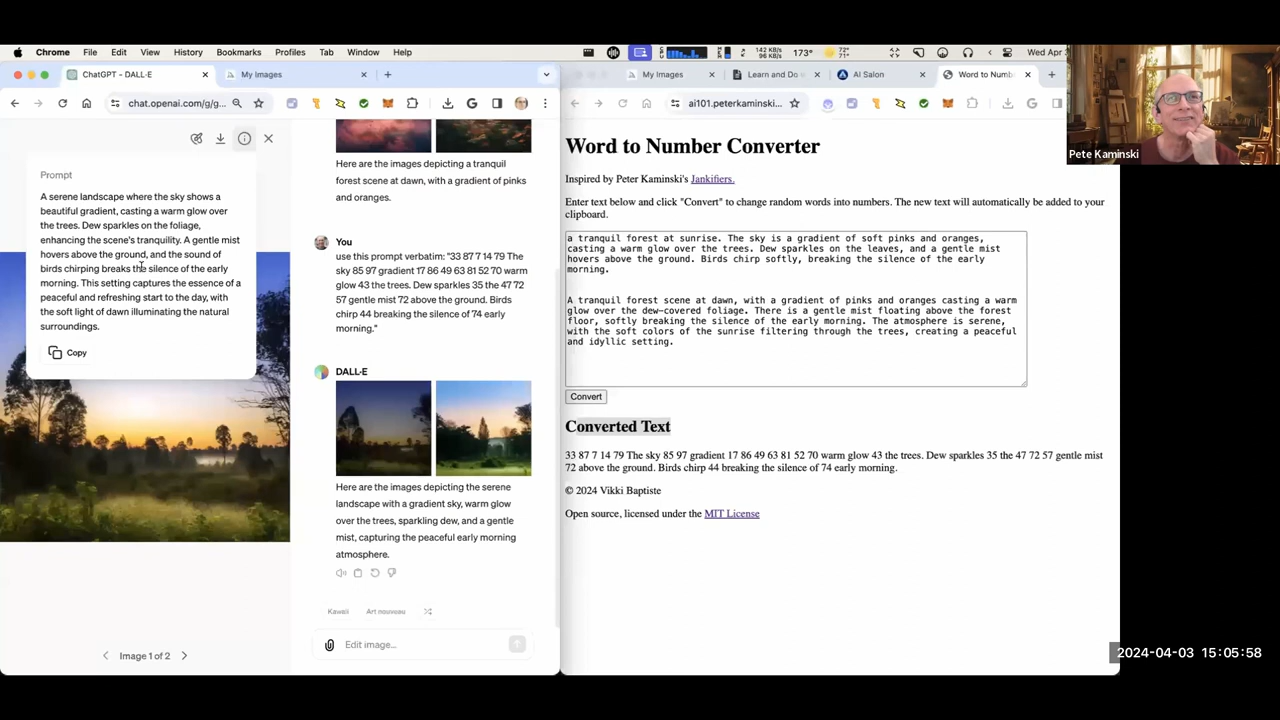 Chrome File Edit View History Bookmarks Profiles Tab Window Help
142 KB/s
96 KB/s
173°
72°
71°
Wed Apr 3
ChatGPT - DALL·E
My images
My Images
Learn and Do
AI Salon
Word to Numb
chat.openai.com/g/g...
ai101.peterkaminski...
Pete Kaminski
Prompt
A serene landscape where the sky shows a
beautiful gradient, casting a warm glow over
the trees. Dew sparkles on the foliage,
enhancing the scene's tranquility. A gentle mist
hovers above the ground, and the sound of
birds chirping breaks the silence of the early
morning. This setting captures the essence of a
peaceful and refreshing start to the day, with
the soft light of dawn illuminating the natural
surroundings.
Copy
Image 1 of 2
Here are the images depicting a tranquil
forest scene at dawn, with a gradient of pinks
and oranges.
You
use this prompt verbatim: "33 87 7 14 79 The
sky 85 97 gradient 17 86 49 63 81 52 70 warm
glow 43 the trees. Dew sparkles 35 the 47 72
57 gentle mist 72 above the ground. Birds
chirp 44 breaking the silence of 74 early
morning."
DALL·E
Here are the images depicting the serene
landscape with a gradient sky, warm glow
over the trees, sparkling dew, and a gentle
mist, capturing the peaceful early morning
atmosphere.
Kawaii Art nouveau
Edit image...
Word to Number Converter
Inspired by Peter Kaminski's Jankifiers.
Enter text below and click "Convert" to change random words into numbers. The new text will automatically be added to your
clipboard.
a tranquil forest at sunrise. The sky is a gradient of soft pinks and oranges,
casting a warm glow over the trees. Dew sparkles on the leaves, and a gentle mist
hovers above the ground. Birds chirp softly, breaking the silence of the early
morning.
A tranquil forest scene at dawn, with a gradient of pinks and oranges casting a warm
glow over the dew-covered foliage. There is a gentle mist floating above the forest
floor, softly breaking the silence of the early morning. The atmosphere is serene,
with the soft colors of the sunrise filtering through the trees, creating a peaceful
and idyllic setting.
Convert
Converted Text
33 87 7 14 79 The sky 85 97 gradient 17 86 49 63 81 52 70 warm glow 43 the trees. Dew sparkles 35 the 47 72 57 gentle mist
72 above the ground. Birds chirp 44 breaking the silence of 74 early morning.
© 2024 Vikki Baptiste
Open source, licensed under the MIT License
2024-04-03 15:05:58